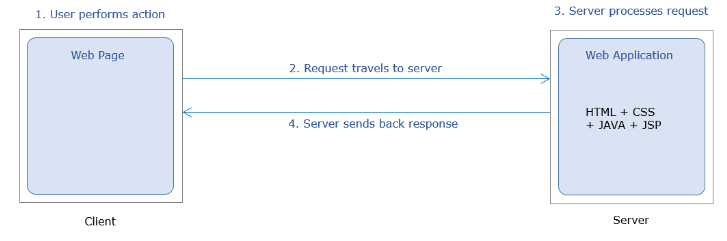 1. User performs action
3. Server processes request
Web Page
Web Application
2. Request travels to server
HTML + CSS
+ JAVA + JSP
4. Server sends back response
Client
Server